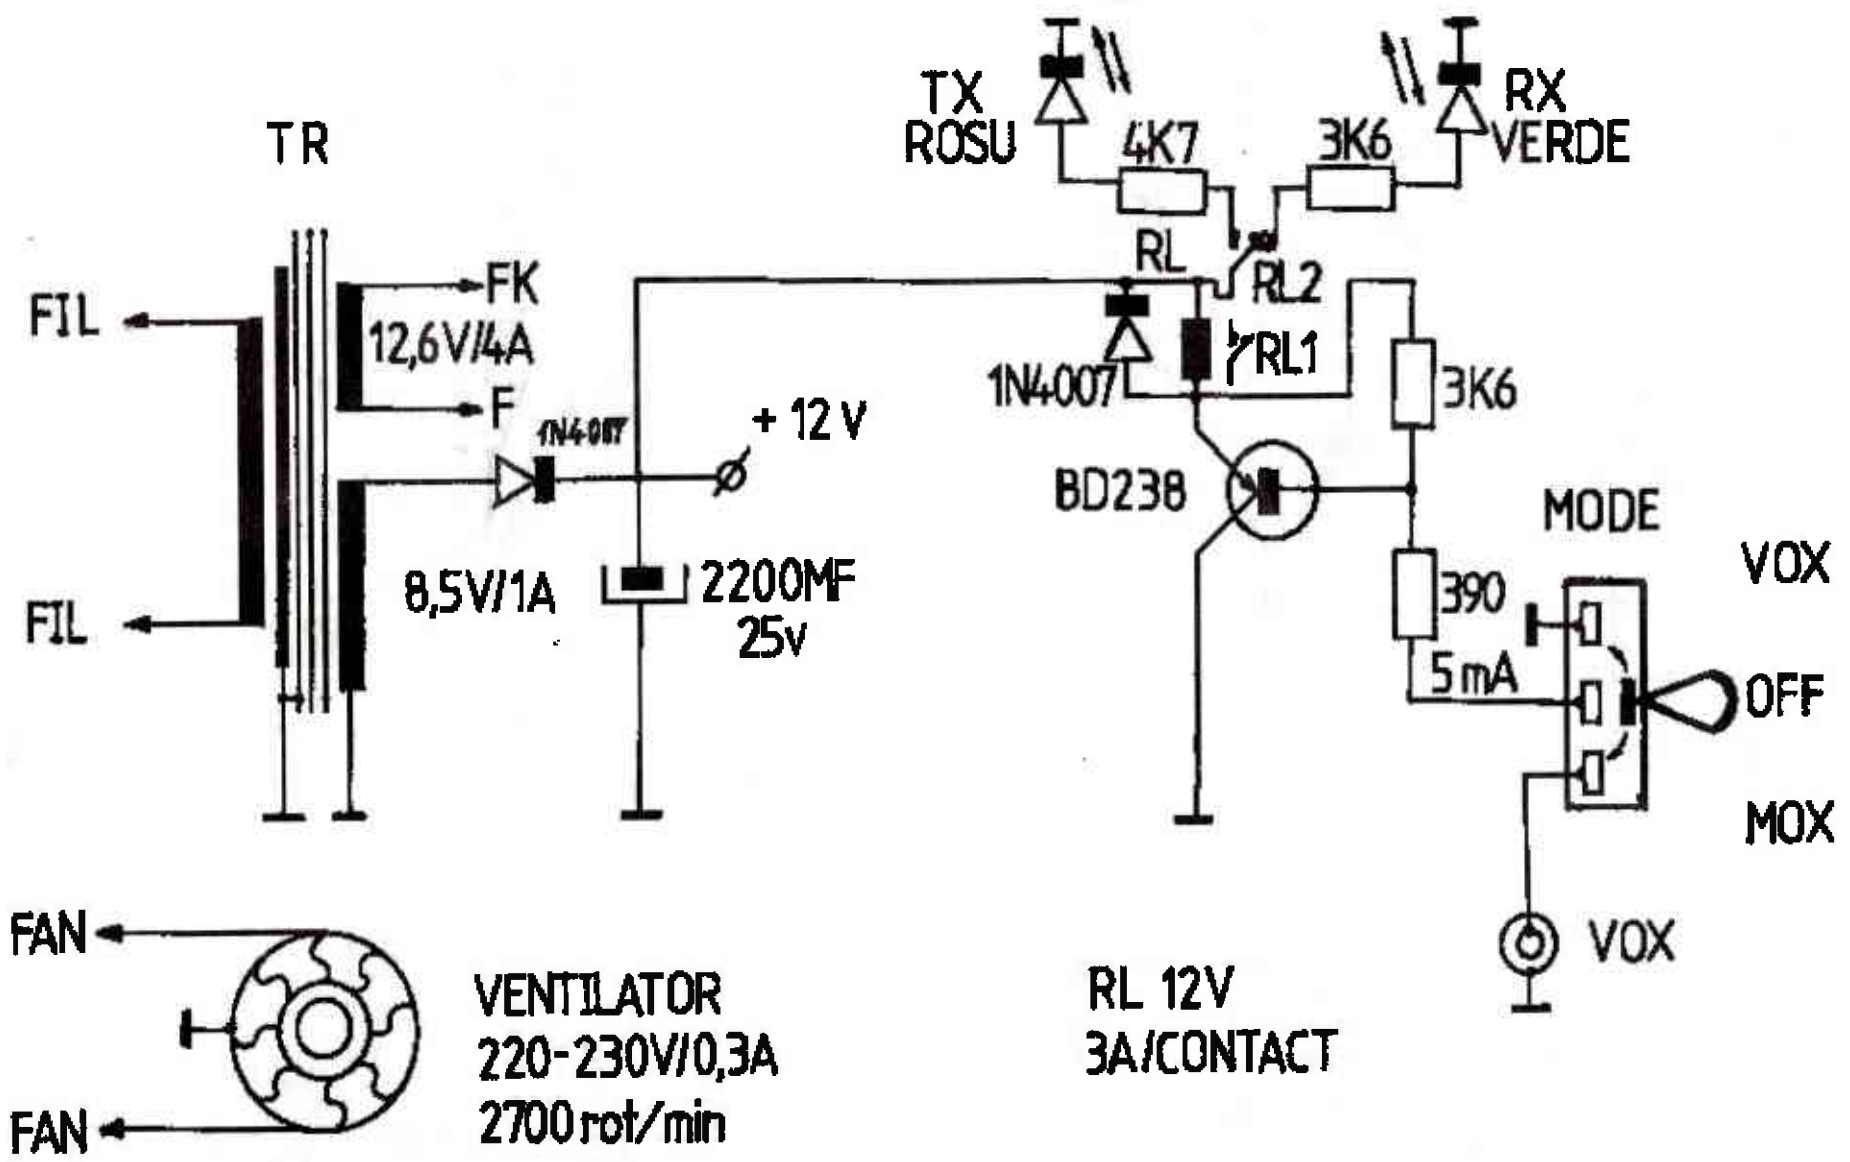 TR
TX
ROSU
4K7
3K6
RX
VERDE
FIL
FK
12,6V/4A
F
1N4007
+ 12 V
RL
RL2
RL1
1N4007
3K6
BD238
MODE
VOX
FIL
8,5V/1A
2200MF
25v
390
5mA
OFF
MOX
FAN
VENTILATOR
220-230V/0,3A
2700 rot/min
FAN
RL 12V
3A/CONTACT
VOX